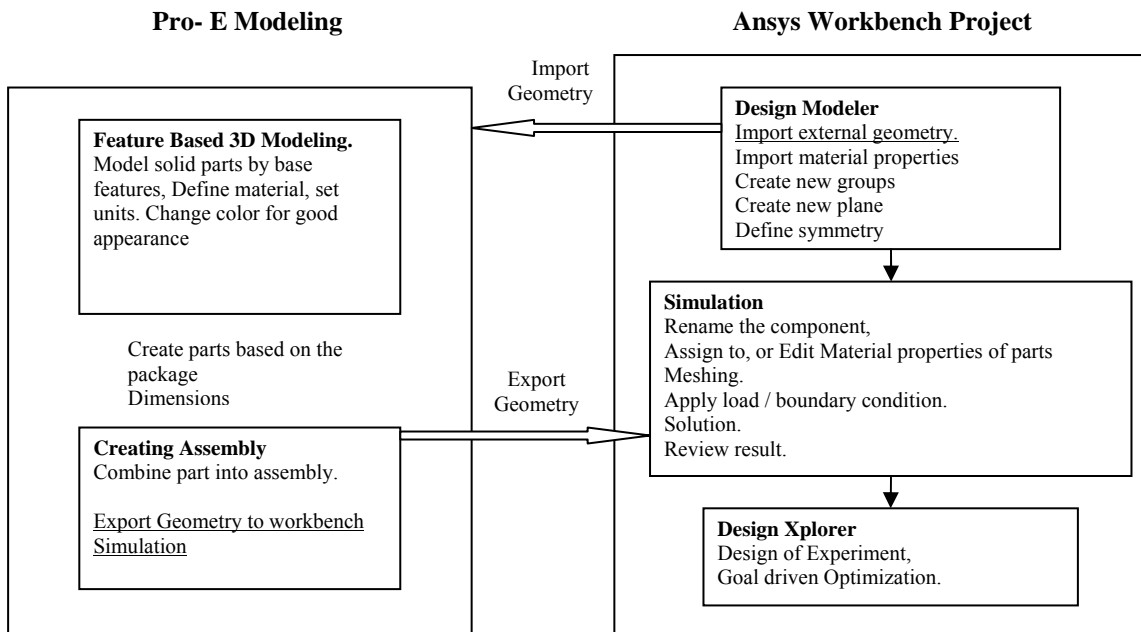 Pro- E Modeling
Feature Based 3D Modeling.
Model solid parts by base
features, Define material, set
units. Change color for good
appearance
Create parts based on the
package
Dimensions
Creating Assembly
Combine part into assembly.
Export Geometry to workbench
Simulation
Import
Geometry
Export
Geometry
Ansys Workbench Project
Design Modeler
Import external geometry.
Import material properties
Create new groups
Create new plane
Define symmetry
Simulation
Rename the component,
Assign to, or Edit Material properties of parts
Meshing.
Apply load / boundary condition.
Solution.
Review result.
Design Xplorer
Design of Experiment,
Goal driven Optimization.